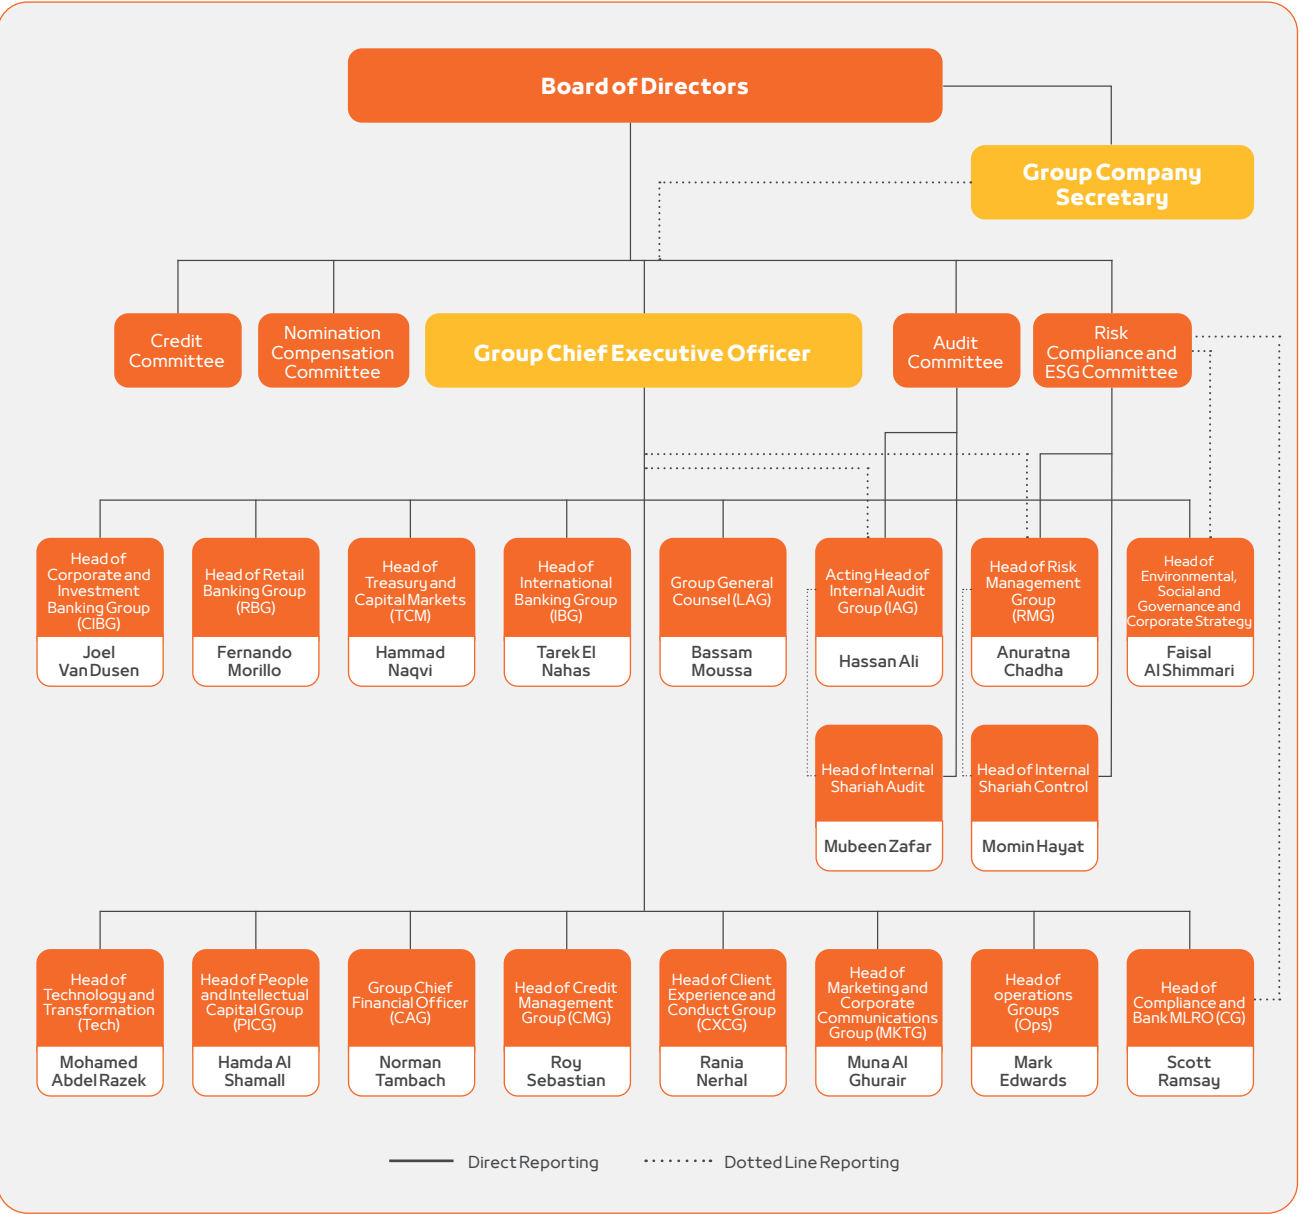 Board of Directors
Group Company
Secretary
Credit
Committee
Nomination
Compensation
Committee
Group Chief Executive Officer
Audit
Committee
Risk
Compliance and
ESG Committee
Head of
Corporate and
Investment
Banking Group
(CIBG)
Joel
Van Dusen
Head of Retail
Banking Group
(RBG)
Fernando
Morillo
Head of
Treasury and
Capital Markets
(TCM)
Hammad
Naqvi
Head of
International
Banking Group
(IBG)
Tarek El
Nahas
Group General
Counsel (LAG)
Bassam
Moussa
Acting Head of
Internal Audit
Group (IAG)
Hassan Ali
Head of Risk
Management
Group
(RMG)
Anuratna
Chadha
Head of
Environmental,
Social and
Governance and
Corporate Strategy
Faisal
Al Shimmari
Head of Internal
Shariah Audit
Mubeen Zafar
Head of Internal
Shariah Control
Momin Hayat
Head of
Technology and
Transformation
(Tech)
Mohamed
Abdel Razek
Head of People
and Intellectual
Capital Group
(PICG)
Hamda Al
Shamall
Group Chief
Financial Officer
(CAG)
Norman
Tambach
Head of Credit
Management
Group (CMG)
Roy
Sebastian
Head of Client
Experience and
Conduct Group
(CXCG)
Rania
Nerhal
Head of
Marketing and
Corporate
Communications
Group (MKTG)
Muna Al
Ghurair
Head of
operations
Groups
(Ops)
Mark
Edwards
Head of
Compliance and
Bank MLRO (CG)
Scott
Ramsay
Direct Reporting
Dotted Line Reporting